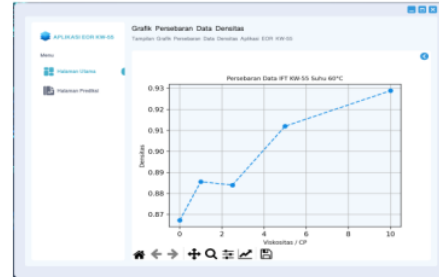 Grafik Persebaran Data Densitas
Tampilan Grafik Persebaran Data Densitas Aplikasi EOR KW-55
APLIKASI EOR KW-55
Menu
Halaman Utama
Halaman Prediksi
Persebaran Data IFT KW-55 Suhu 60°C
0.93
0.92
0.91
0.90
0.89
0.88
0.87
Densitas
0
2
4
6
8
10
Viskositas / CP